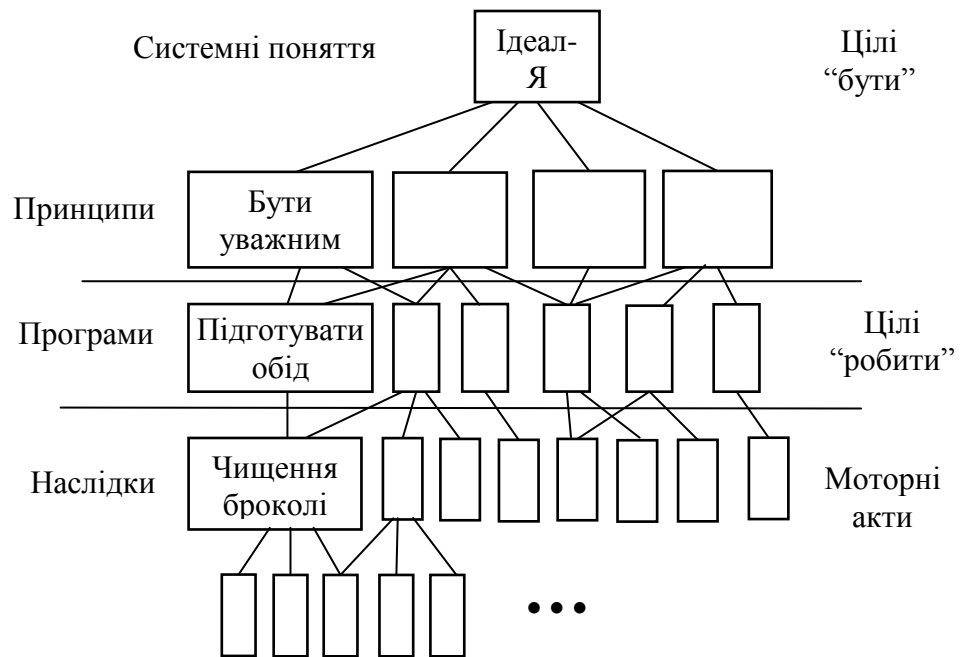 Системні поняття
Ідеал-
Я
Цілі
“бути”
Принципи
Бути
уважним
Програми
Підготувати
обід
Цілі
“робити”
Наслідки
Чищення
броколі
Моторні
акти